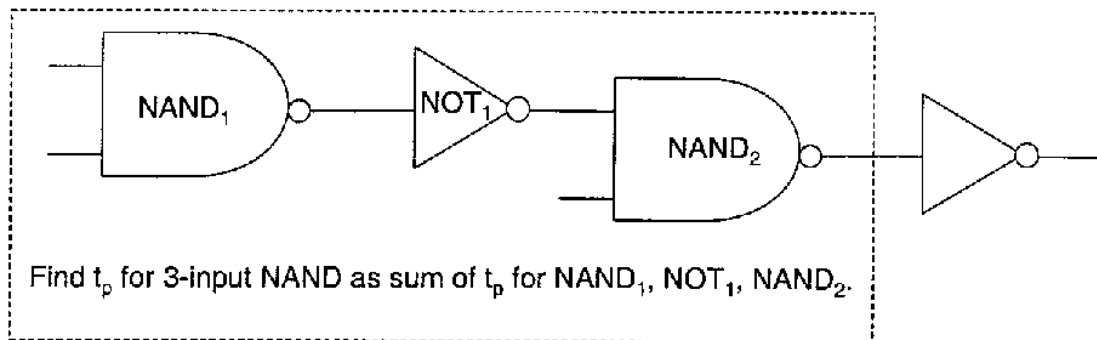 NAND₁
NOT₁
NAND₂
Find tₚ for 3-input NAND as sum of tₚ for NAND₁, NOT₁, NAND₂.